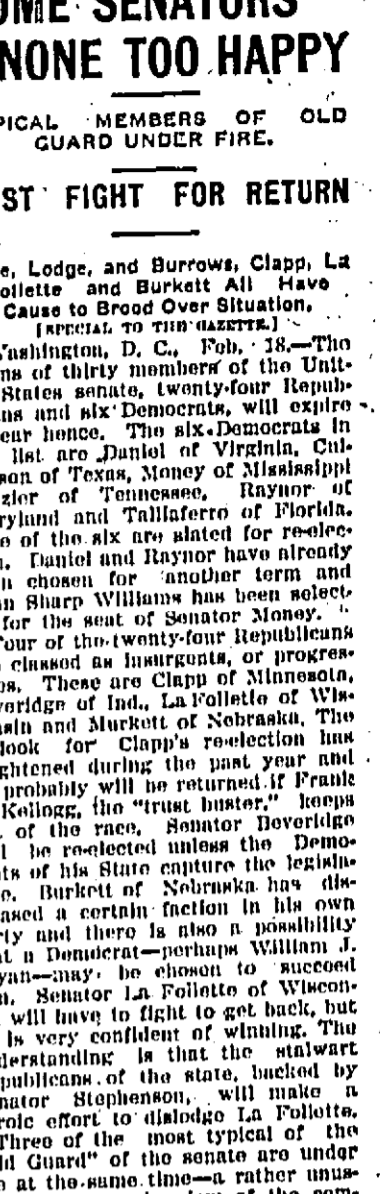 OME SENATORS
NONE TOO HAPPY
PICAL MEMBERS OF OLD
GUARD UNDER FIRE.
ST FIGHT FOR RETURN
e, Lodge, and Burrows, Clapp, La
ollette and Burkett All Have
Cause to Brood Over Situation.
[SPECIAL TO THE GAZETTE.]
Washington, D. C., Feb. 18.—The
ns of thirty members of the Unit-
States senate, twenty-four Repub-
ns and six Democrats, will expire
ear hence. The six Democrats in
list are Daniel of Virginia, Cul-
son of Texas, Money of Mississippi
zier of Tennessee, Raynor of
ryland and Talliaferro of Florida.
e of the six are slated for re-elec-
n. Daniel and Raynor have already
n chosen for another term and
n Sharp Williams has been select-
for the seat of Senator Money.
Four of the twenty-four Republicans
classed as insurgents, or progres-
os. These are Clapp of Minnesota,
veridge of Ind., La Follette of Wis-
nsin and Murkett of Nebraska. The
look for Clapp's re-election has
ghtened during the past year and
probably will be returned if Frank
Kellogg, the "trust buster," keeps
of the race. Senator Beveridge
l be re-elected unless the Demo-
ts of his State capture the legisla-
o. Burkett of Nebraska has dis-
ased a certain faction in his own
rty and there is also a possibility
t a Democrat—perhaps William J.
yan—may be chosen to succeed
n. Senator La Follette of Wiscon-
will have to fight to get back, but
is very confident of winning. The
derstanding is that the stalwart
publicans of the state, backed by
nator Stephenson, will make a
roic effort to dislodge La Follette.
Three of the most typical of the
ld Guard" of the senate are under
e at the same time—a rather unus-